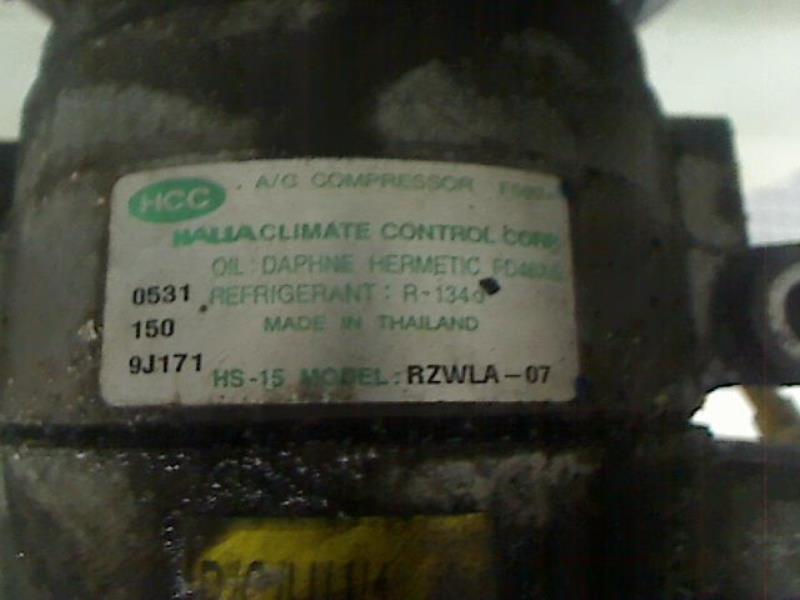 HCC A/C COMPRESSOR
HALLA CLIMATE CONTROL CORP.
OIL : DAPHNE HERMETIC
0531 REFRIGERANT : R-134a
150 MADE IN THAILAND
9J171 HS-15 MODEL : RZWLA-07